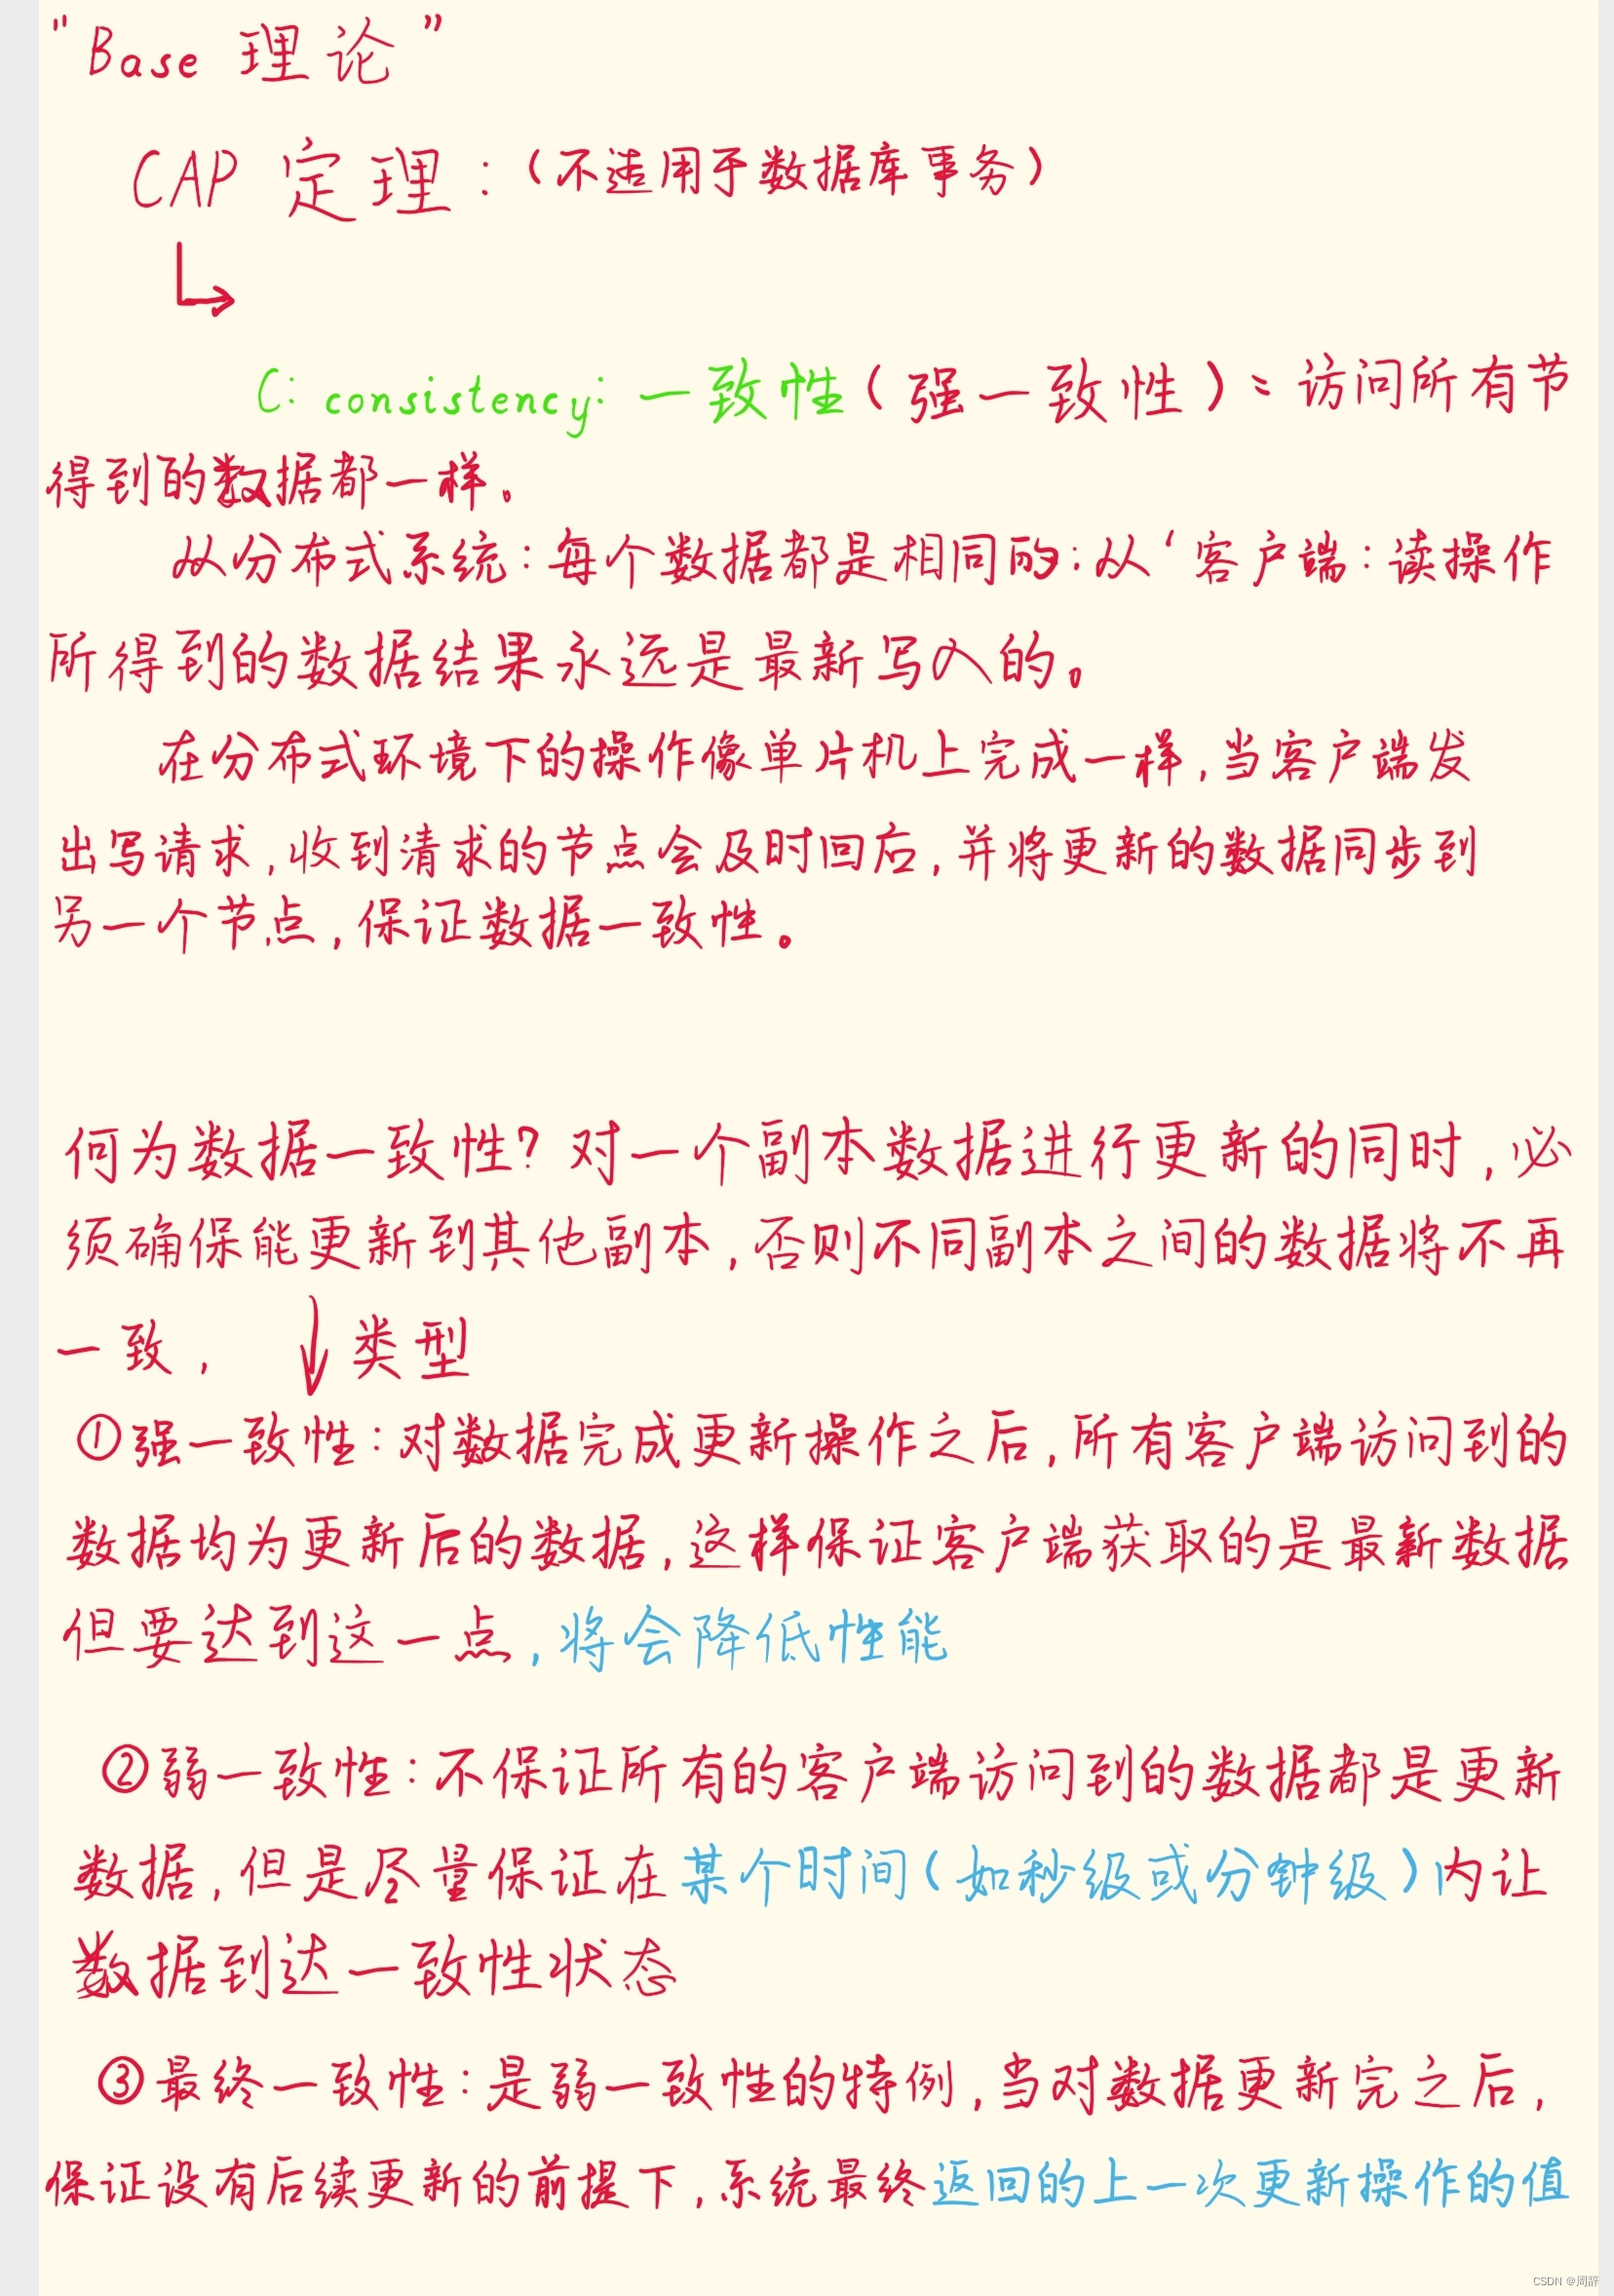 "Base 理论"
CAP 定理：（不适用于数据库事务）
C: consistency: 一致性（强一致性）: 访问所有节
得到的数据都一样。
从分布式系统：每个数据都是相同的；从‘客户端：读操作
所得到的数据结果永远是最新写入的。
在分布式环境下的操作像单片机上完成一样，当客户端发
出写请求，收到请求的节点会及时回后，并将更新的数据同步到
另一个节点，保证数据一致性。
何为数据一致性？对一个副本数据进行更新的同时，必
须确保能更新到其他副本，否则不同副本之间的数据将不再
一致， ↓类型
①强一致性：对数据完成更新操作之后，所有客户端访问到的
数据均为更新后的数据，这样保证客户端获取的是最新数据
但要达到这一点，将会降低性能
②弱一致性：不保证所有的客户端访问到的数据都是更新
数据，但是尽量保证在某个时间（如秒级或分钟级）内让
数据到达一致性状态
③最终一致性：是弱一致性的特例，当对数据更新完之后，
保证设有后续更新的前提下，系统最终返回的上一次更新操作的值
CSDN @周辞